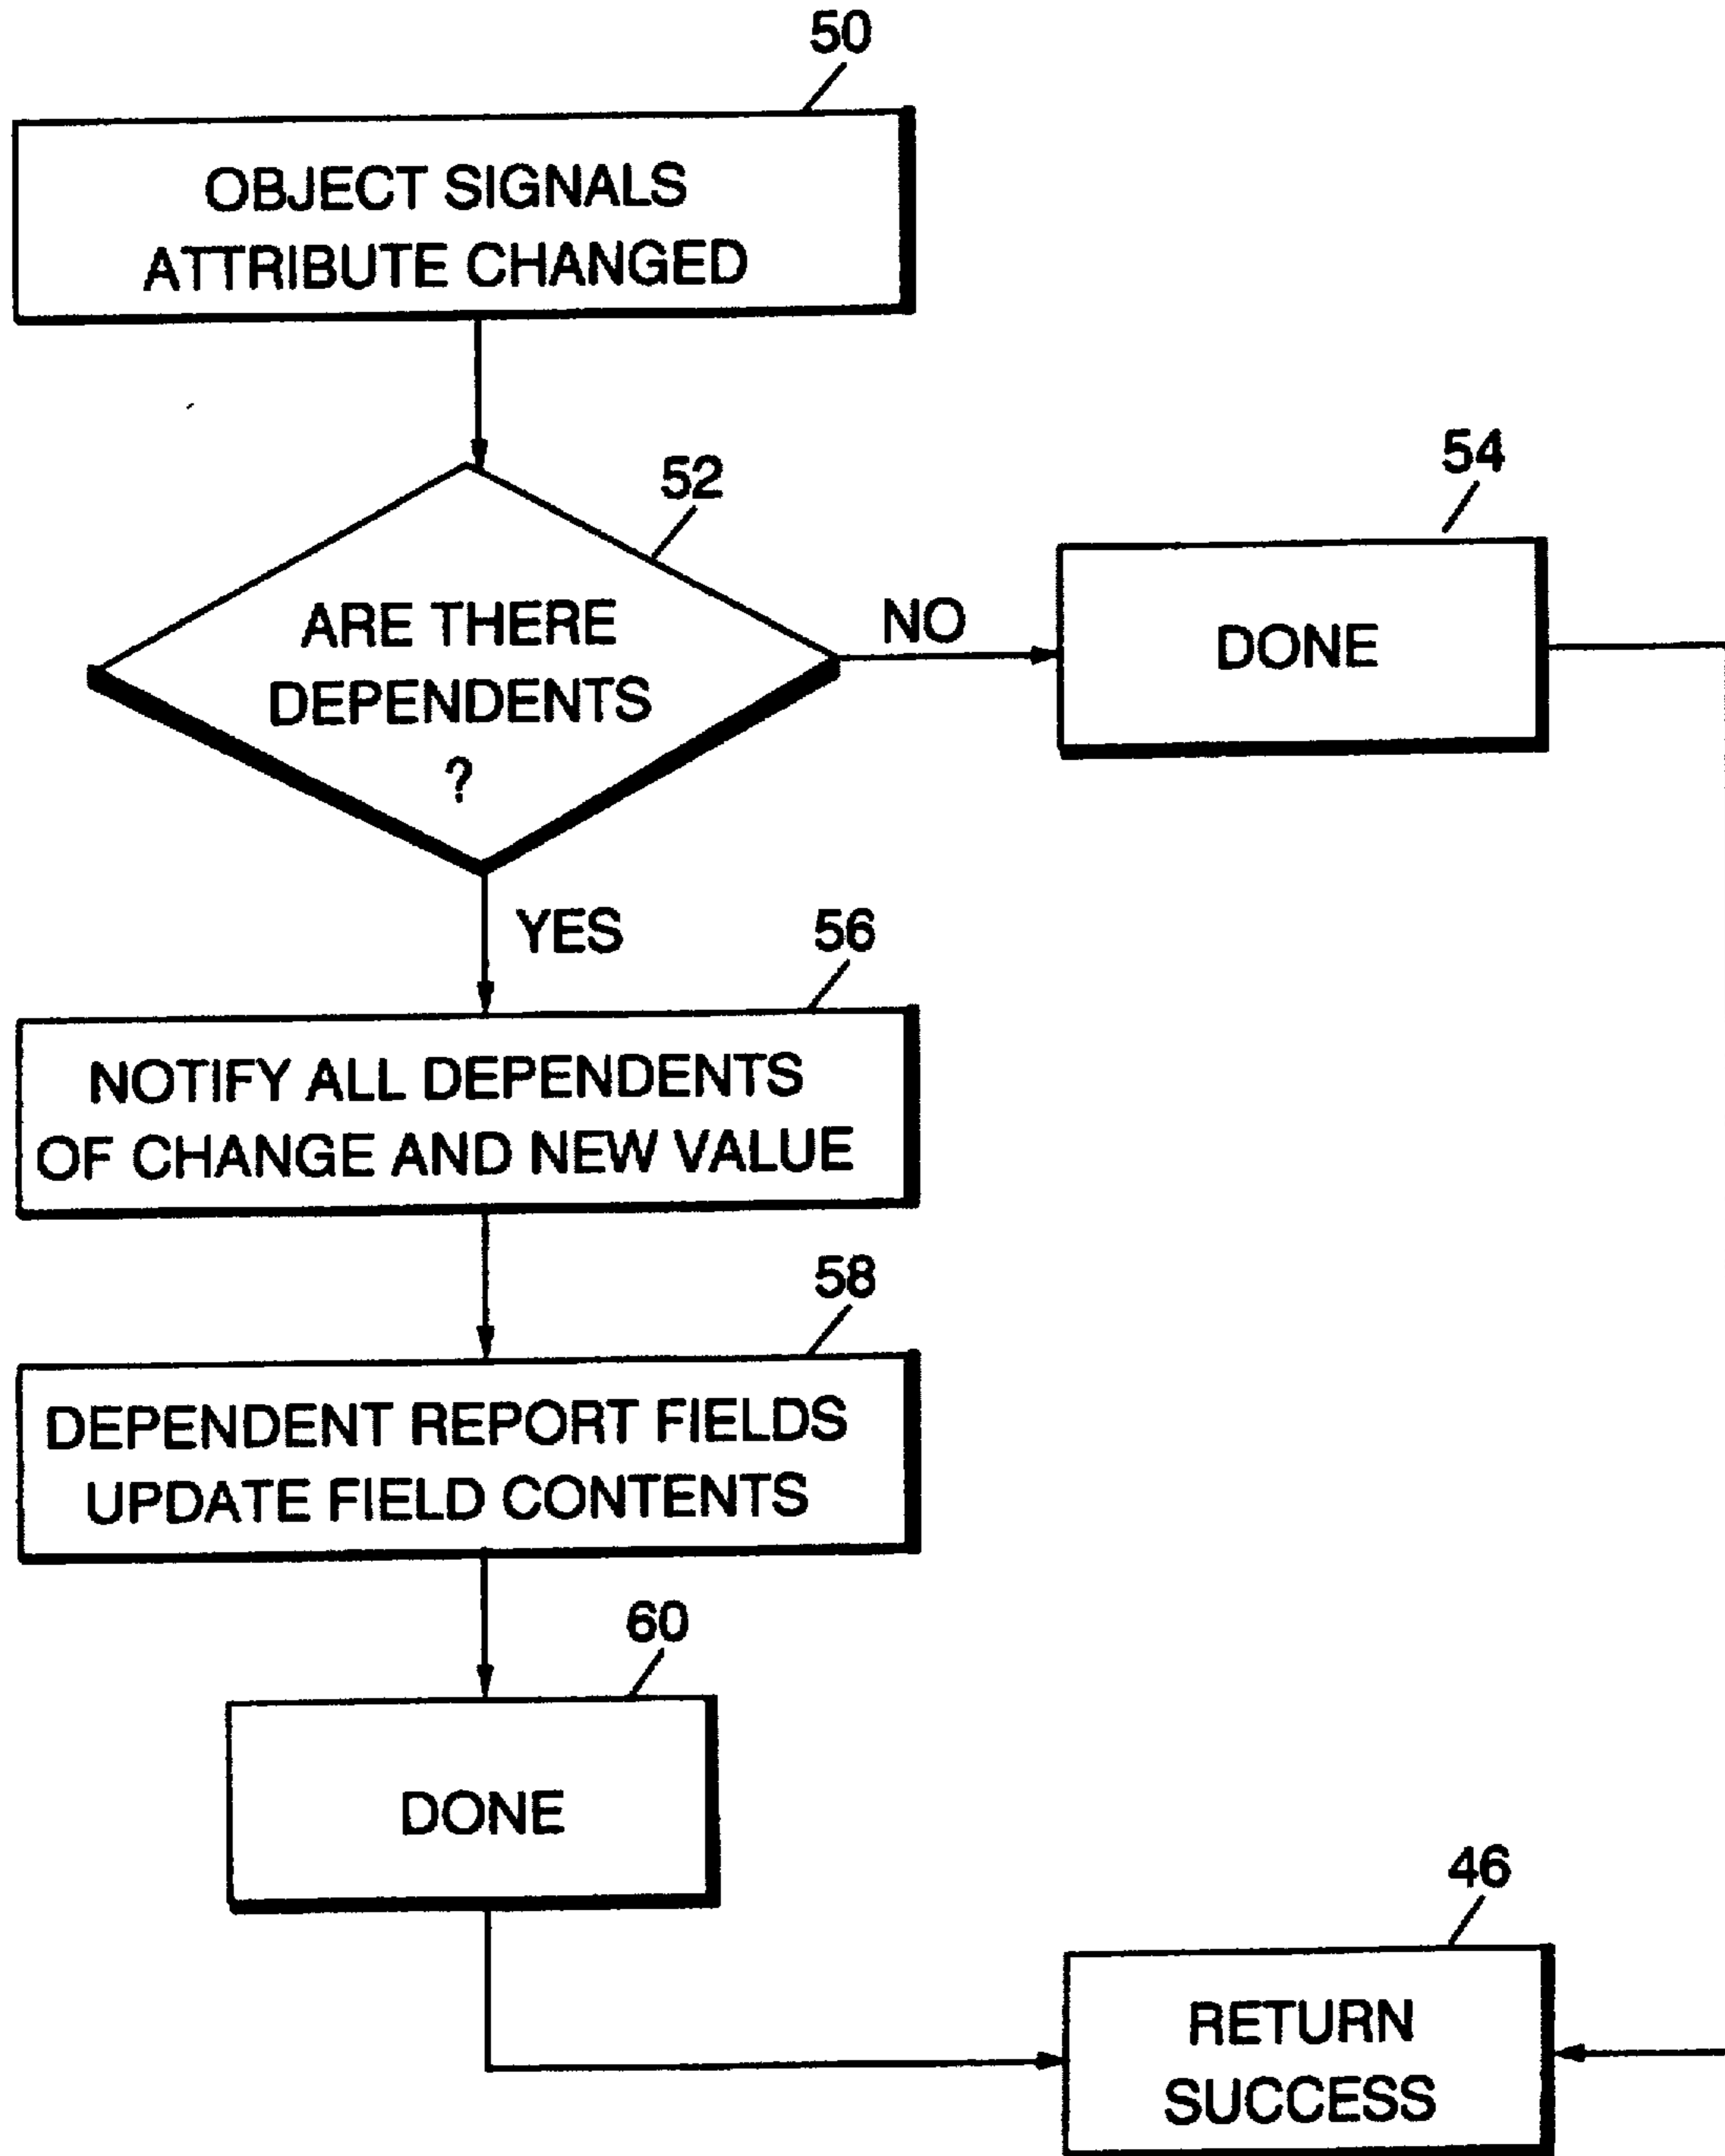 50
OBJECT SIGNALS
ATTRIBUTE CHANGED
52
ARE THERE
DEPENDENTS
?
NO
54
DONE
YES
56
NOTIFY ALL DEPENDENTS
OF CHANGE AND NEW VALUE
58
DEPENDENT REPORT FIELDS
UPDATE FIELD CONTENTS
60
DONE
46
RETURN
SUCCESS